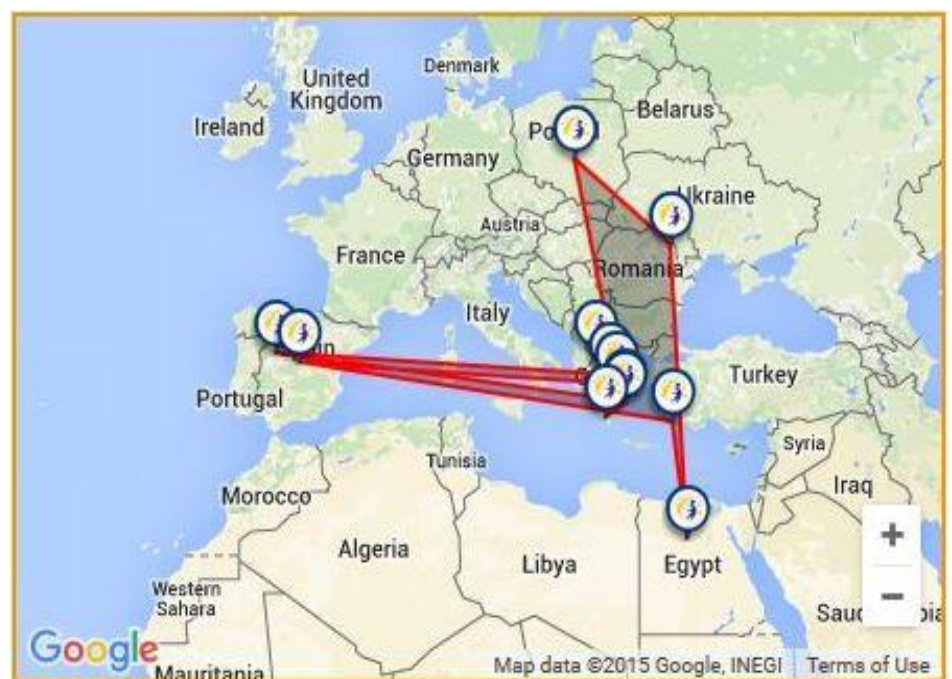 Denmark
United
Kingdom
Ireland
Belarus
Germany
Ukraine
Austria
France
Romania
Italy
Portugal
Turkey
Tunisia
Syria
Morocco
Iraq
Algeria
Libya
Egypt
Western
Sahara
Google
Mauritania
Map data ©2015 Google, INEGI
Terms of Use